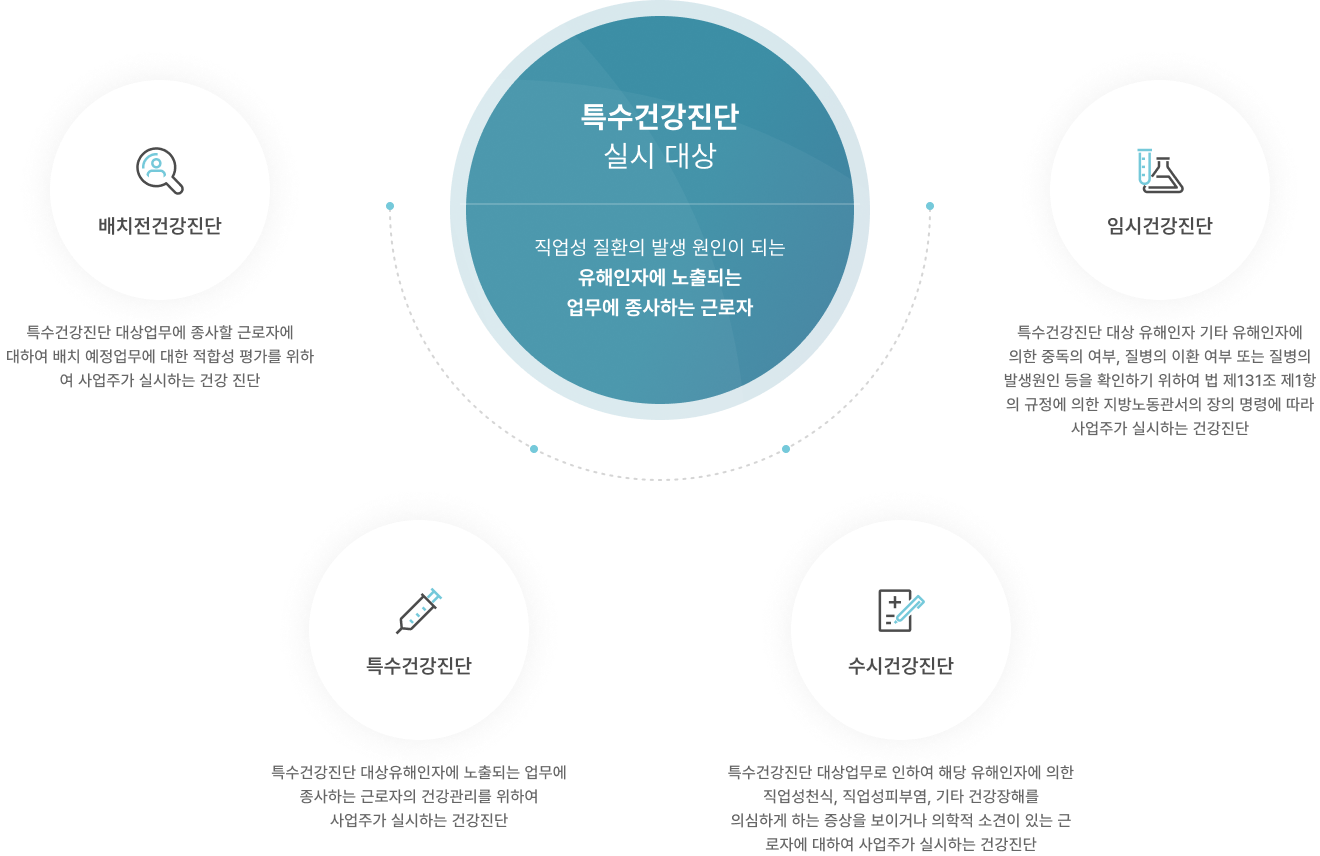 특수건강진단
실시 대상
직업성 질환의 발생 원인이 되는
유해인자에 노출되는
업무에 종사하는 근로자
배치전건강진단
특수건강진단 대상업무에 종사할 근로자에
대하여 배치 예정업무에 대한 적합성 평가를 위하
여 사업주가 실시하는 건강 진단
임시건강진단
특수건강진단 대상 유해인자 기타 유해인자에
의한 중독의 여부, 질병의 이환 여부 또는 질병의
발생원인 등을 확인하기 위하여 법 제131조 제1항
의 규정에 의한 지방노동관서의 장의 명령에 따라
사업주가 실시하는 건강진단
특수건강진단
특수건강진단 대상유해인자에 노출되는 업무에
종사하는 근로자의 건강관리를 위하여
사업주가 실시하는 건강진단
수시건강진단
특수건강진단 대상업무로 인하여 해당 유해인자에 의한
직업성천식, 직업성피부염, 기타 건강장해를
의심하게 하는 증상을 보이거나 의학적 소견이 있는 근
로자에 대하여 사업주가 실시하는 건강진단